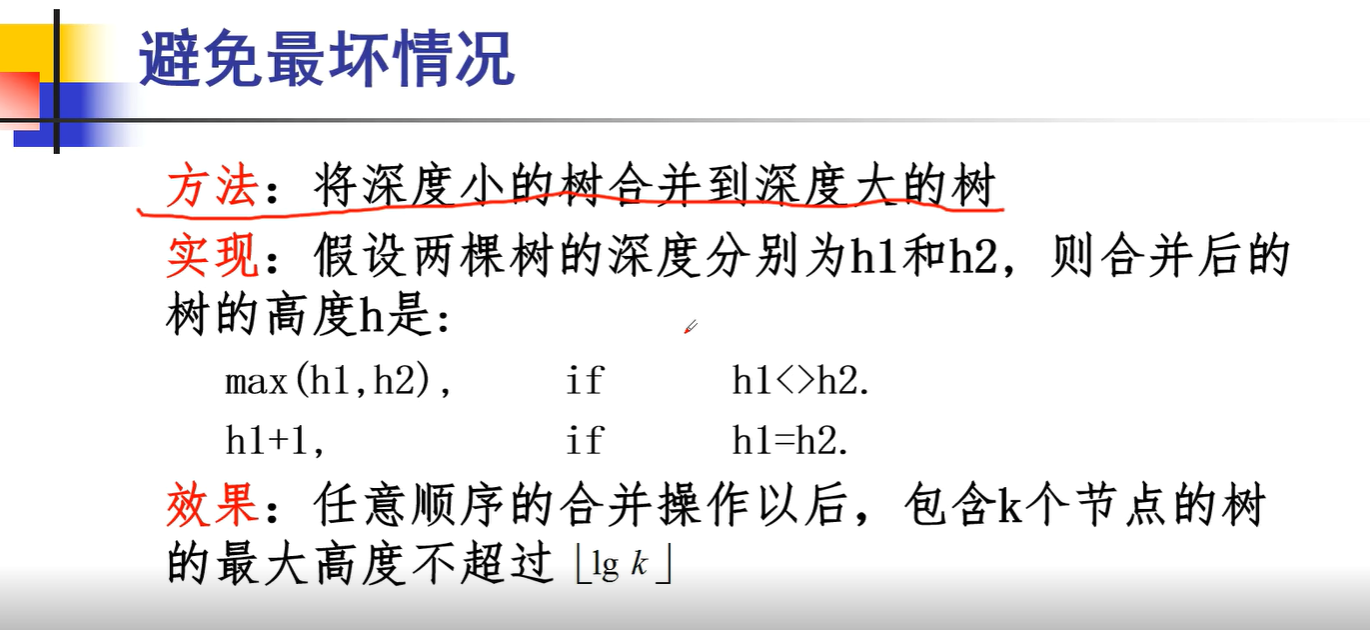 避免最坏情况
方法：将深度小的树合并到深度大的树
实现：假设两棵树的深度分别为h1和h2，则合并后的
树的高度h是：
max(h1,h2), if h1<>h2.
h1+1, if h1=h2.
效果：任意顺序的合并操作以后，包含k个节点的树
的最大高度不超过 ⌊lg k⌋